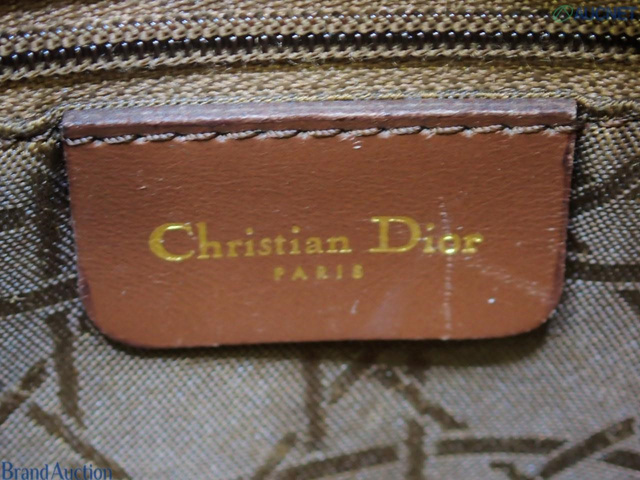 Christian Dior
PARIS
Brand Auction